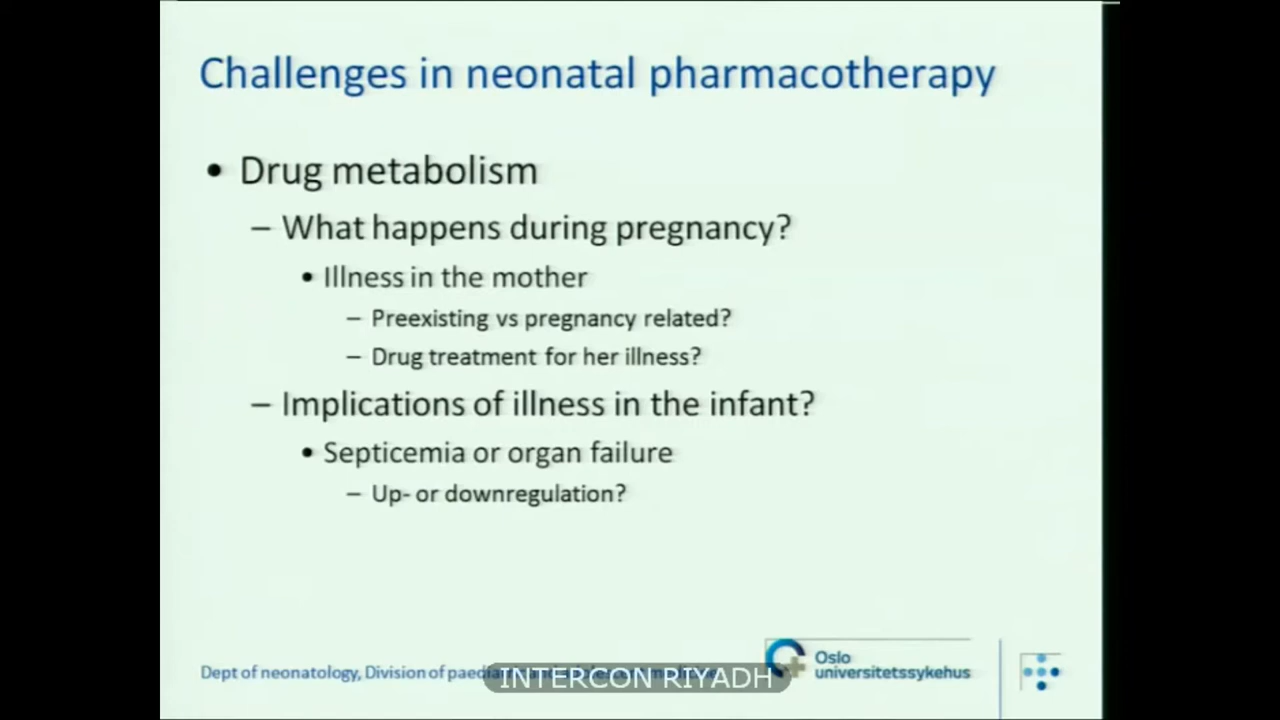 Challenges in neonatal pharmacotherapy
• Drug metabolism
– What happens during pregnancy?
• Illness in the mother
– Preexisting vs pregnancy related?
– Drug treatment for her illness?
– Implications of illness in the infant?
• Septicemia or organ failure
– Up- or downregulation?
Dept of neonatology, Division of
INTERCON RIYADH
Oslo
universitetssykehus